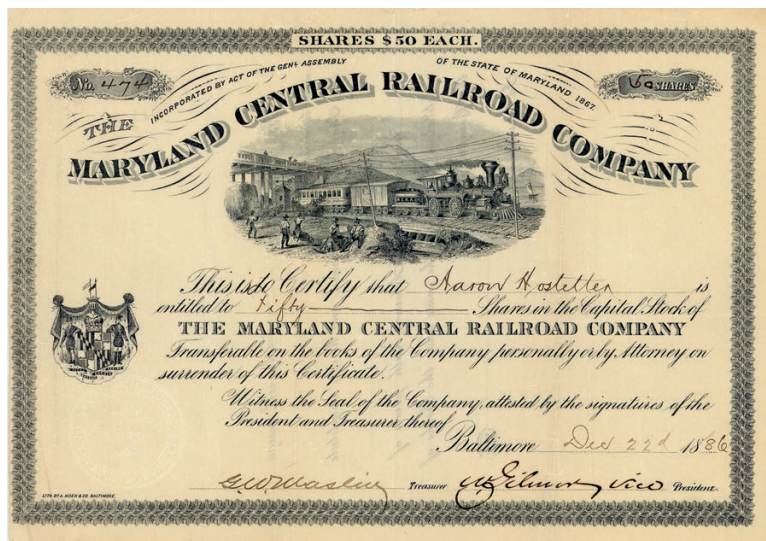 SHARES $50 EACH.
No. 474
INCORPORATED BY ACT OF THE GENL ASSEMBLY OF THE STATE OF MARYLAND 1867.
50 SHARES
THE
MARYLAND CENTRAL RAILROAD COMPANY
This is to Certify that Aaron Hostetter is
entitled to Fifty Shares in the Capital Stock of
THE MARYLAND CENTRAL RAILROAD COMPANY
Transferable on the books of the Company personally or by Attorney on
surrender of this Certificate.
Witness the Seal of the Company, attested by the signatures of the
President and Treasurer thereof
Baltimore Dec 22d 1886
G.W. Maslin Treasurer Gilmor Vice President.
LITH. BY A. HOEN & CO. BALTIMORE.